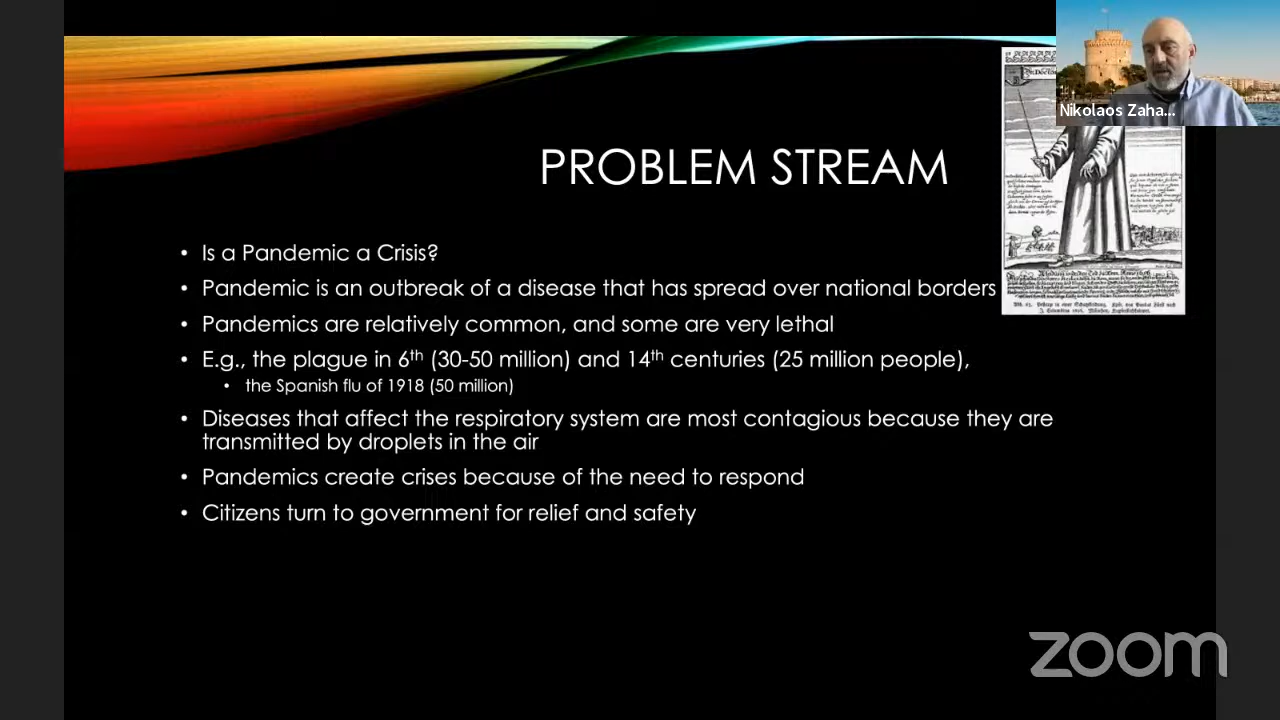 PROBLEM STREAM
• Is a Pandemic a Crisis?
• Pandemic is an outbreak of a disease that has spread over national borders
• Pandemics are relatively common, and some are very lethal
• E.g., the plague in 6th (30-50 million) and 14th centuries (25 million people),
• the Spanish flu of 1918 (50 million)
• Diseases that affect the respiratory system are most contagious because they are
transmitted by droplets in the air
• Pandemics create crises because of the need to respond
• Citizens turn to government for relief and safety
Nikolaos Zaha...
zoom